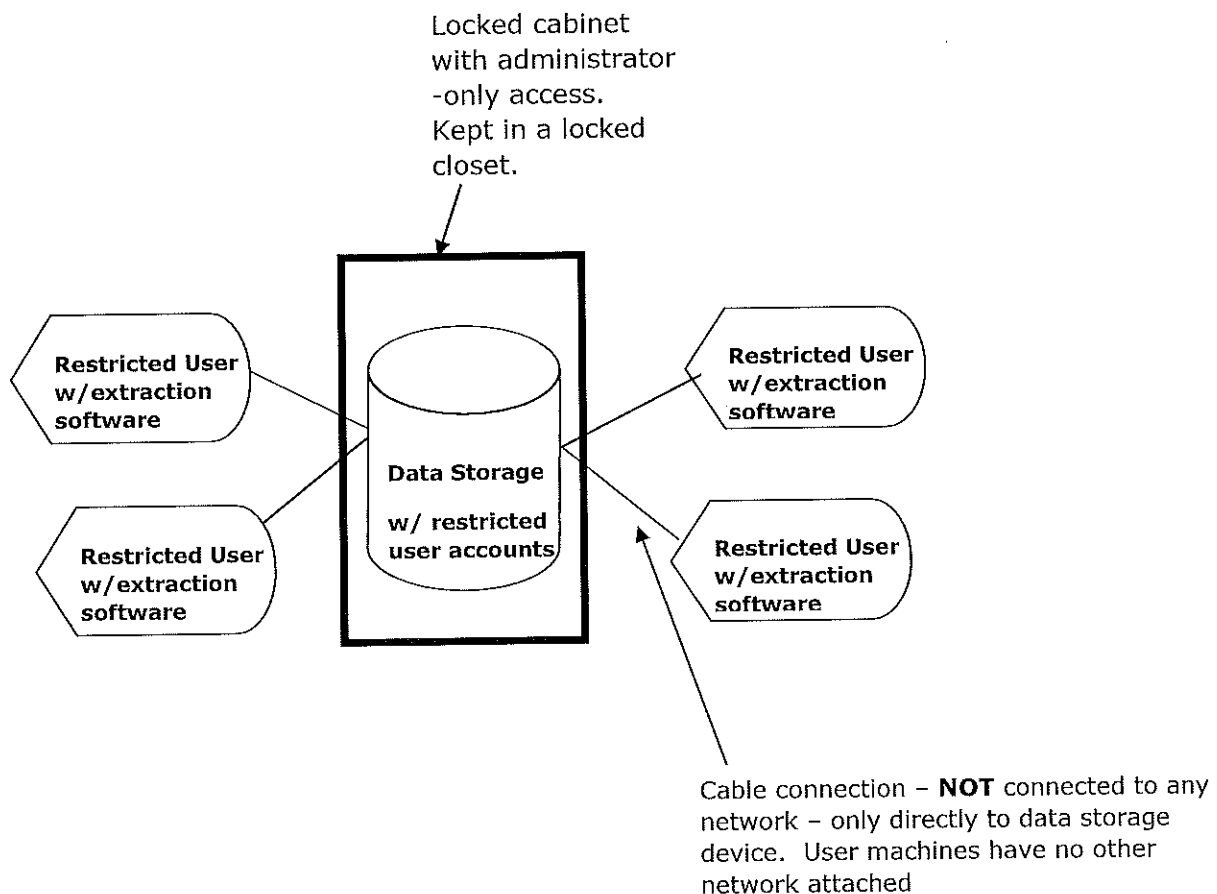 Locked cabinet
with administrator
-only access.
Kept in a locked
closet.
Restricted User
w/extraction
software
Restricted User
w/extraction
software
Data Storage
w/ restricted
user accounts
Restricted User
w/extraction
software
Restricted User
w/extraction
software
Cable connection – NOT connected to any
network – only directly to data storage
device. User machines have no other
network attached